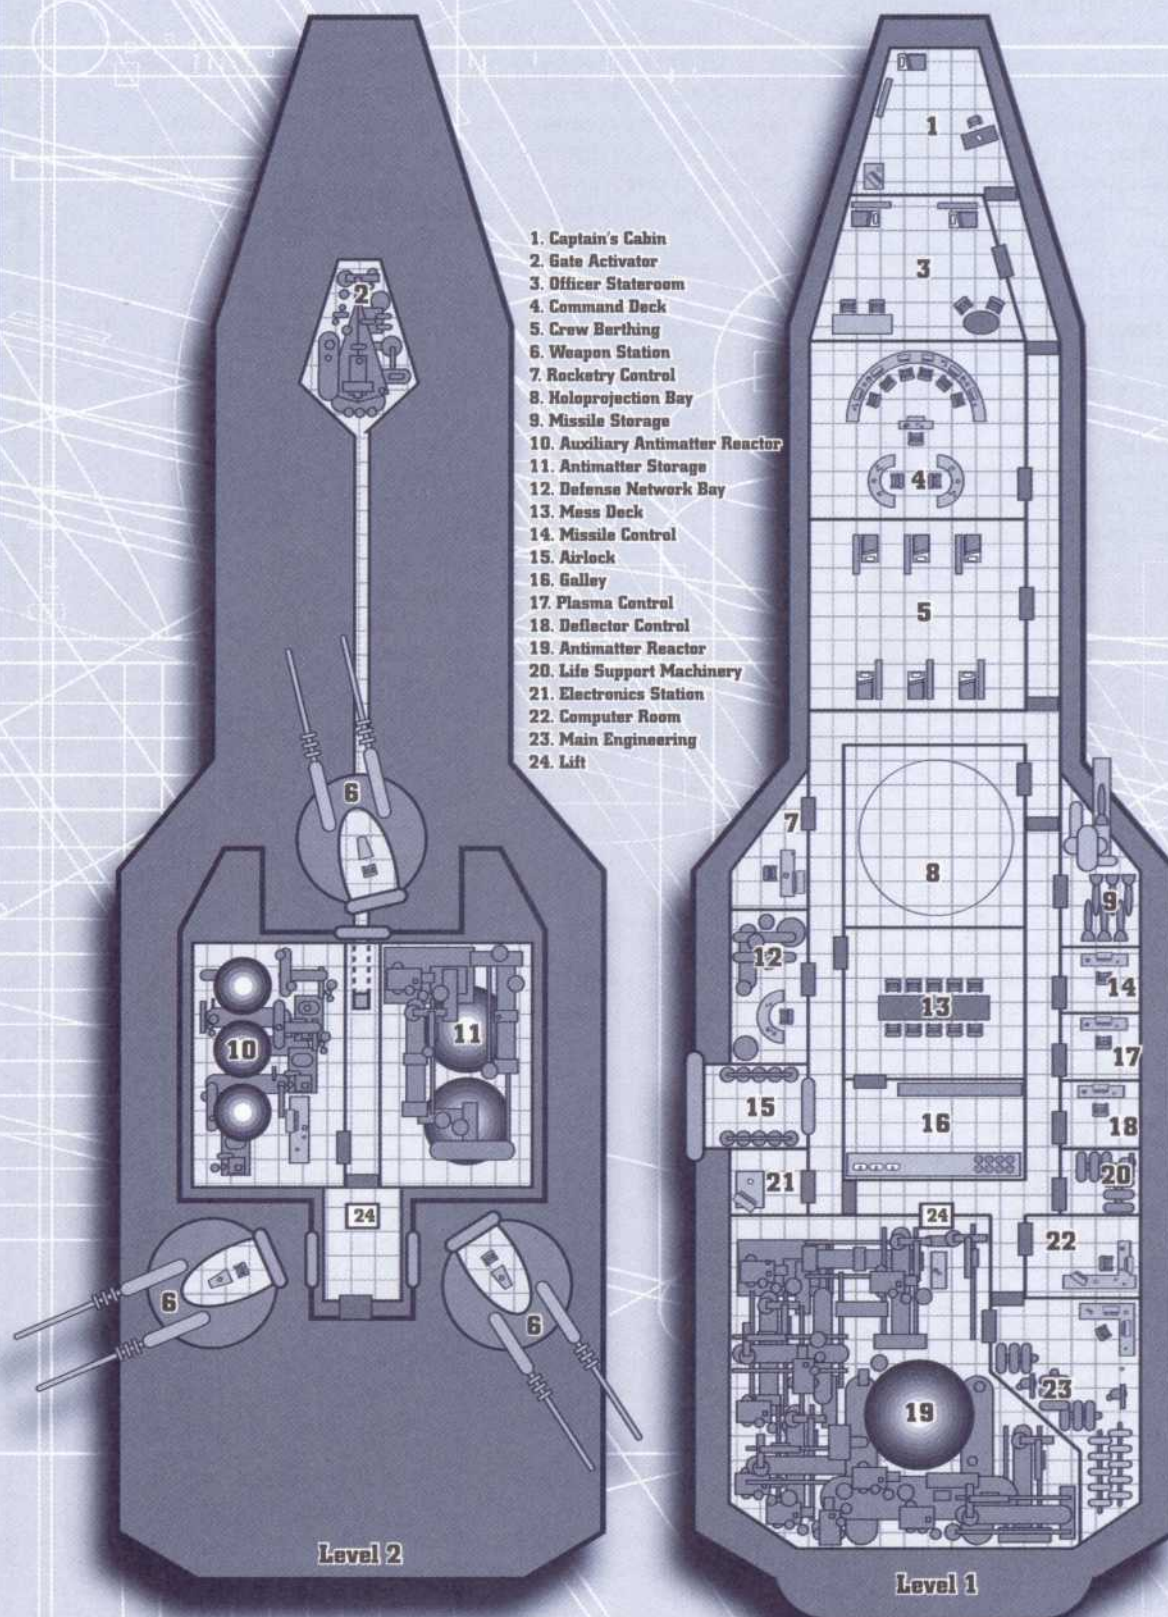 1. Captain's Cabin
2. Gate Activator
3. Officer Stateroom
4. Command Deck
5. Crew Berthing
6. Weapon Station
7. Rocketry Control
8. Holoprojection Bay
9. Missile Storage
10. Auxiliary Antimatter Reactor
11. Antimatter Storage
12. Defense Network Bay
13. Mess Deck
14. Missile Control
15. Airlock
16. Galley
17. Plasma Control
18. Deflector Control
19. Antimatter Reactor
20. Life Support Machinery
21. Electronics Station
22. Computer Room
23. Main Engineering
24. Lift
2
6
10
11
24
6
6
Level 2
1
3
4
5
7
8
9
12
13
14
17
15
16
18
20
21
24
22
23
19
Level 1